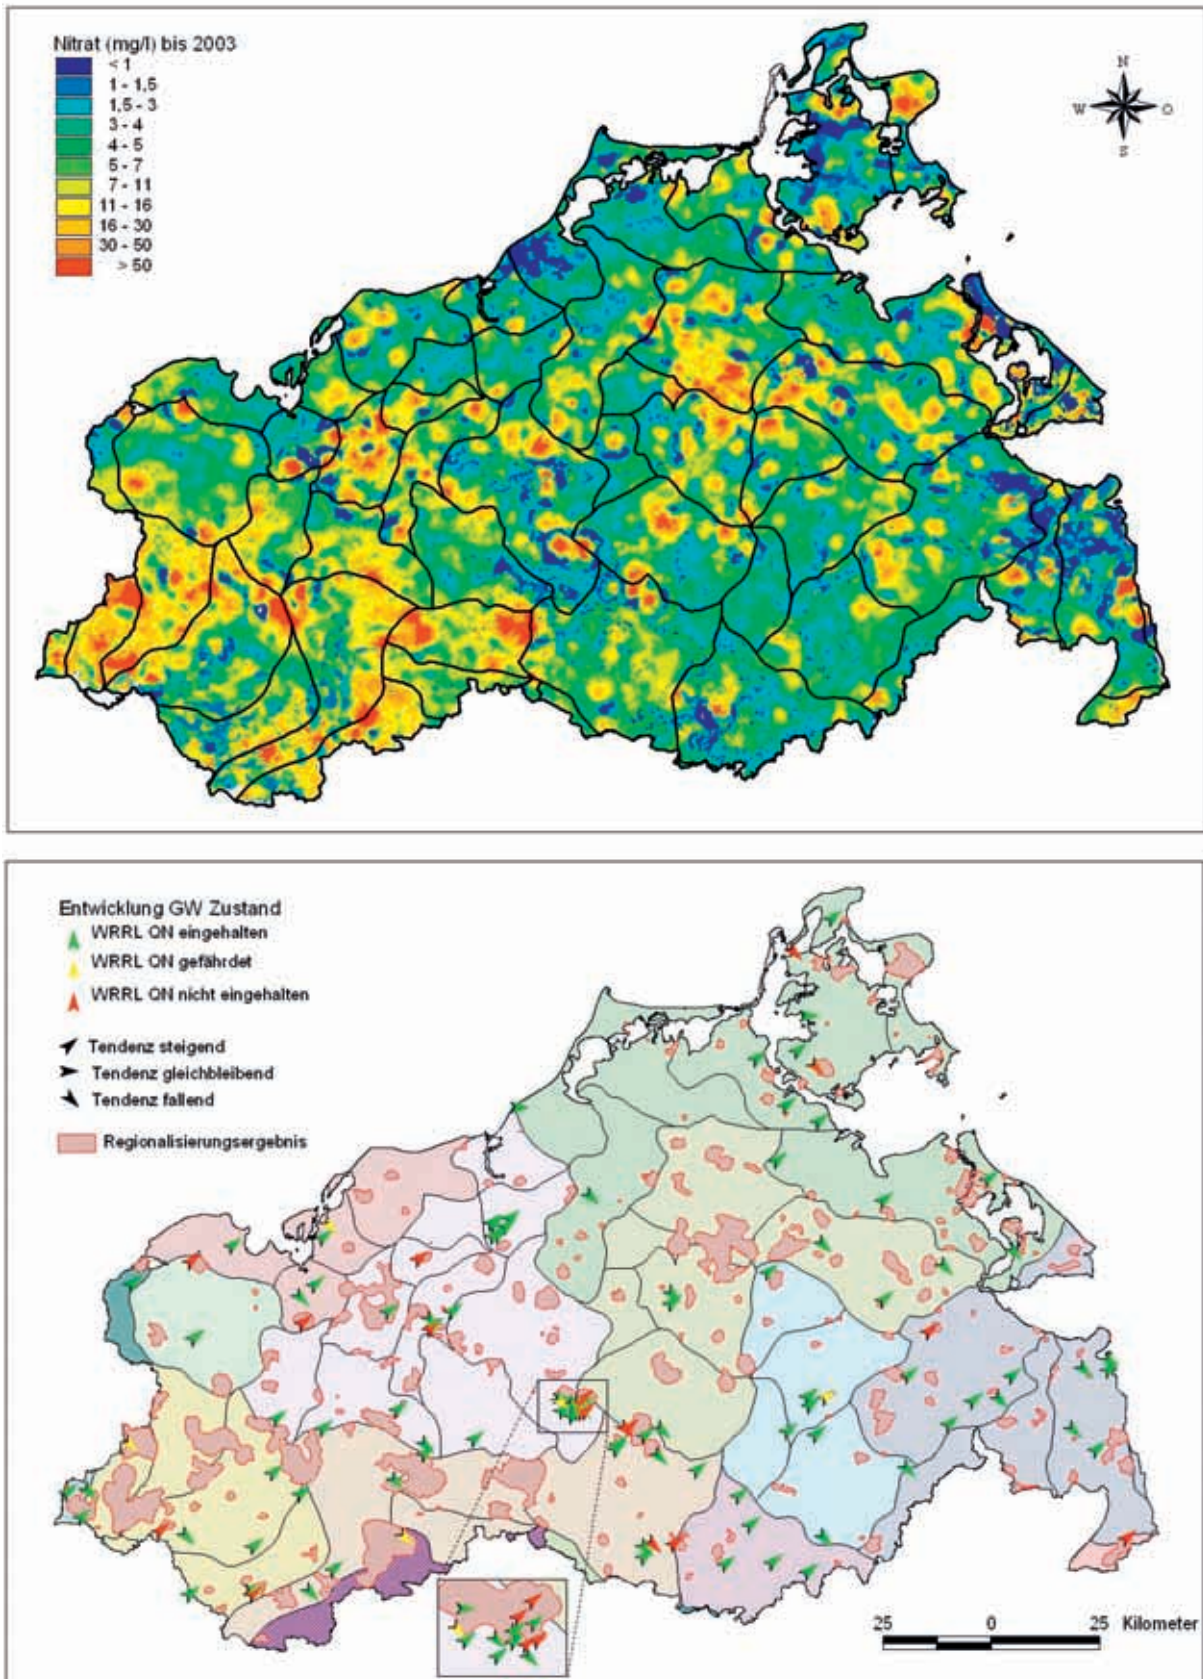 Nitrat (mg/l) bis 2003
< 1
1 - 1,5
1,5 - 3
3 - 4
4 - 5
5 - 7
7 - 11
11 - 16
16 - 30
30 - 50
> 50
N
W
O
S
Entwicklung GW Zustand
WRRL QN eingehalten
WRRL QN gefährdet
WRRL QN nicht eingehalten
Tendenz steigend
Tendenz gleichbleibend
Tendenz fallend
Regionalisierungsergebnis
25 0 25 Kilometer